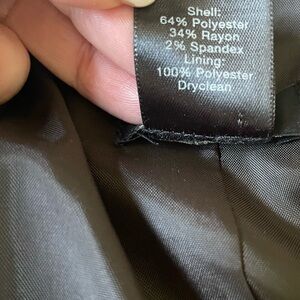 Shell:
64% Polyester
34% Rayon
2% Spandex
Lining:
100% Polyester
Dryclean